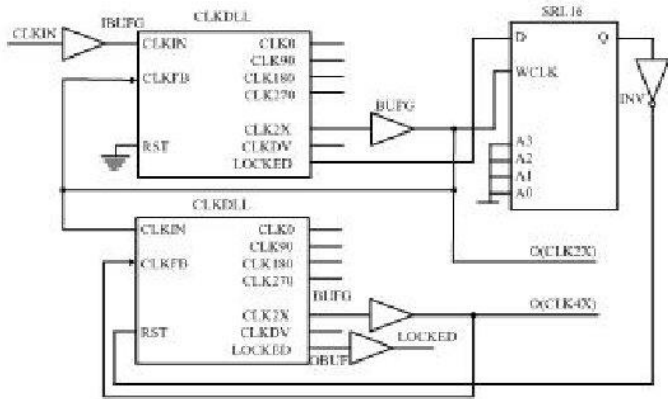 CLKIN
IBUFG
CLKDLL
CLKIN
CLKFB
RST
CLK0
CLK90
CLK180
CLK270
CLK2X
CLKDV
LOCKED
BUFG
SRL16
D
Q
WCLK
A3
A2
A1
A0
INV
CLKDLL
CLKIN
CLKFB
RST
CLK0
CLK90
CLK180
CLK270
CLK2X
CLKDV
LOCKED
BUFG
OBUF
LOCKED
O(CLK2X)
O(CLK4X)